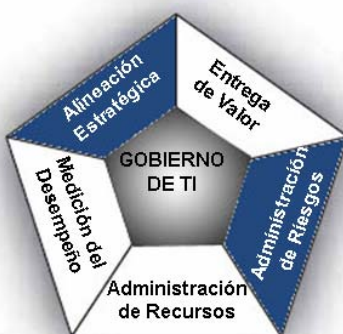 Alineación
Estratégica
Entrega
de Valor
GOBIERNO
DE TI
Medición del
Desempeño
Administración
de Riesgos
Administración
de Recursos